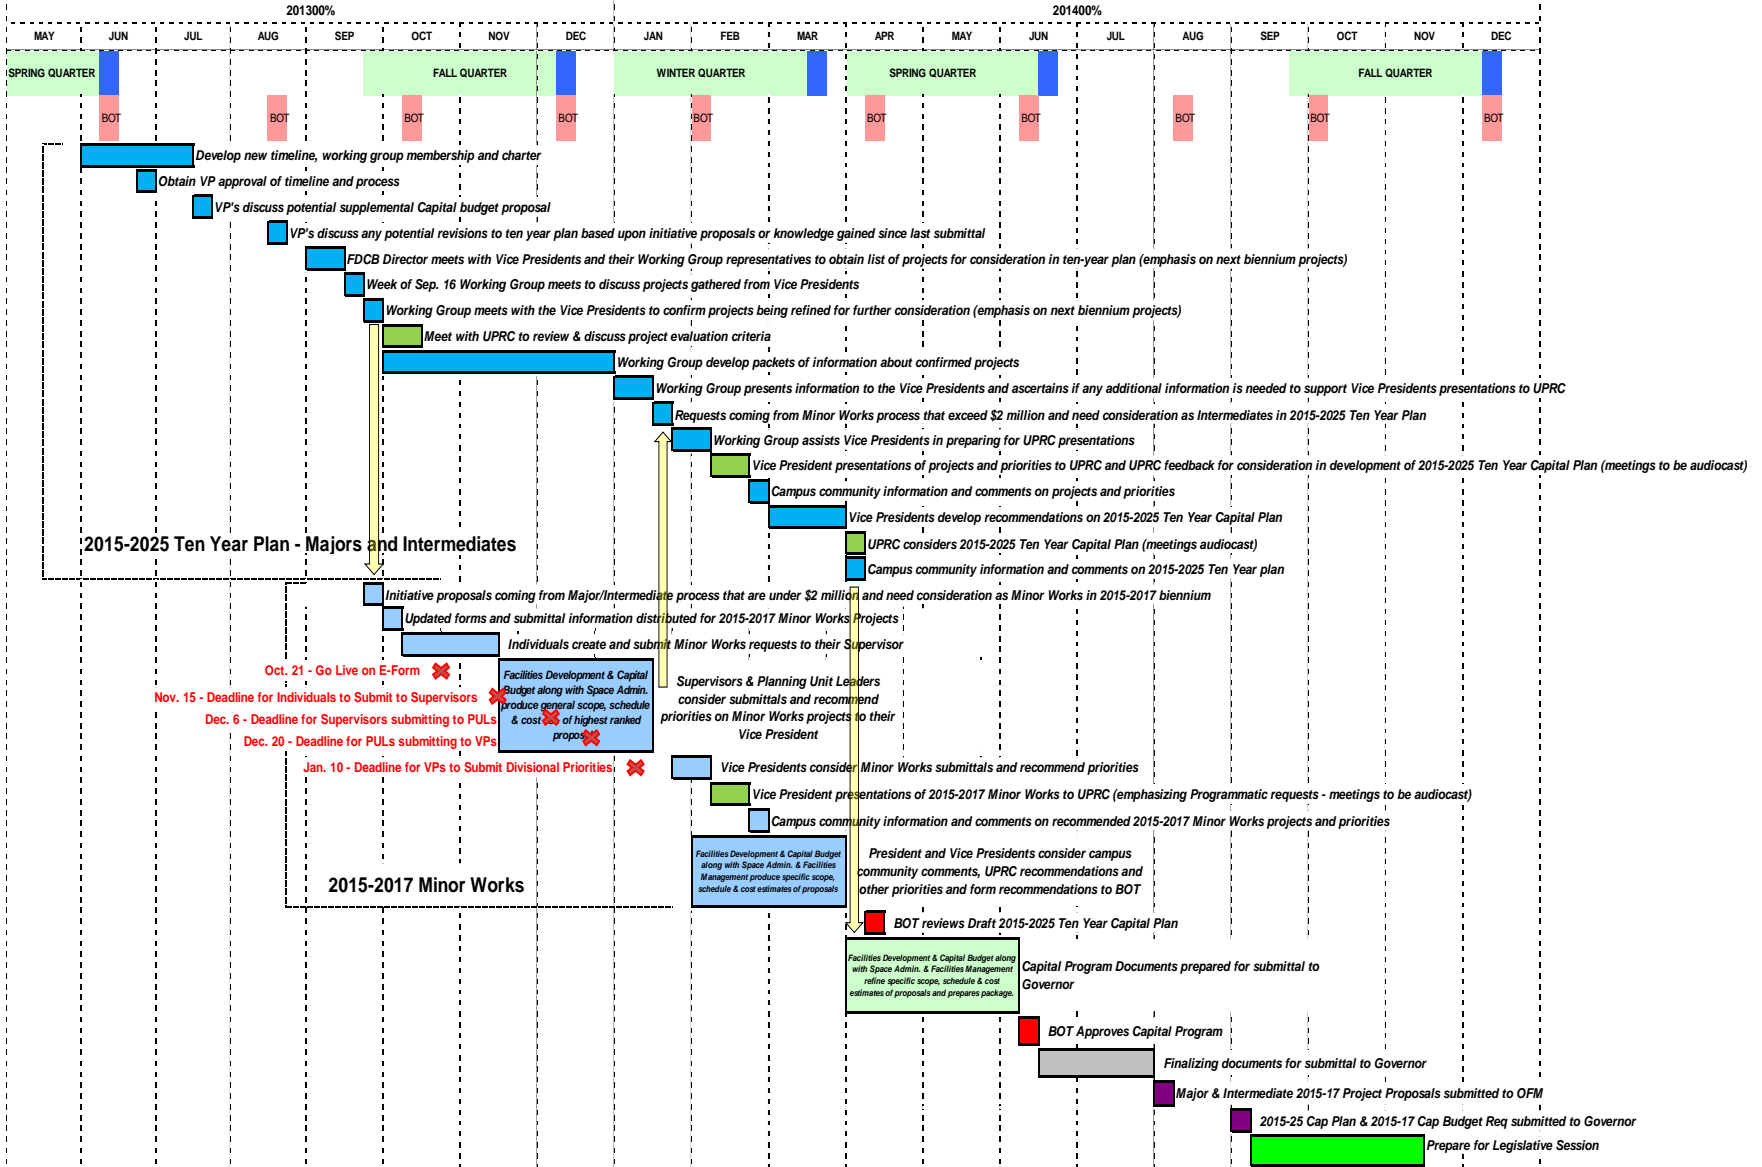 201300%
201400%
MAY JUN JUL AUG SEP OCT NOV DEC JAN FEB MAR APR MAY JUN JUL AUG SEP OCT NOV DEC
SPRING QUARTER FALL QUARTER WINTER QUARTER SPRING QUARTER FALL QUARTER
BOT BOT BOT BOT BOT BOT BOT BOT BOT BOT
Develop new timeline, working group membership and charter
Obtain VP approval of timeline and process
VP's discuss potential supplemental Capital budget proposal
VP's discuss any potential revisions to ten year plan based upon initiative proposals or knowledge gained since last submittal
FDCB Director meets with Vice Presidents and their Working Group representatives to obtain list of projects for consideration in ten-year plan (emphasis on next biennium projects)
Week of Sep. 16 Working Group meets to discuss projects gathered from Vice Presidents
Working Group meets with the Vice Presidents to confirm projects being refined for further consideration (emphasis on next biennium projects)
Meet with UPRC to review & discuss project evaluation criteria
Working Group develop packets of information about confirmed projects
Working Group presents information to the Vice Presidents and ascertains if any additional information is needed to support Vice Presidents presentations to UPRC
Requests coming from Minor Works process that exceed $2 million and need consideration as Intermediates in 2015-2025 Ten Year Plan
Working Group assists Vice Presidents in preparing for UPRC presentations
Vice President presentations of projects and priorities to UPRC and UPRC feedback for consideration in development of 2015-2025 Ten Year Capital Plan (meetings to be audiocast)
Campus community information and comments on projects and priorities
Vice Presidents develop recommendations on 2015-2025 Ten Year Capital Plan
2015-2025 Ten Year Plan - Majors and Intermediates
UPRC considers 2015-2025 Ten Year Capital Plan (meetings audiocast)
Campus community information and comments on 2015-2025 Ten Year plan
Initiative proposals coming from Major/Intermediate process that are under $2 million and need consideration as Minor Works in 2015-2017 biennium
Updated forms and submittal information distributed for 2015-2017 Minor Works Projects
Individuals create and submit Minor Works requests to their Supervisor
Oct. 21 - Go Live on E-Form
Nov. 15 - Deadline for Individuals to Submit to Supervisors
Dec. 6 - Deadline for Supervisors submitting to PULs
Dec. 20 - Deadline for PULs submitting to VPs
Jan. 10 - Deadline for VPs to Submit Divisional Priorities
Facilities Development & Capital
Budget along with Space Admin.
produce general scope, schedule
& cost of highest ranked
Supervisors & Planning Unit Leaders
consider submittals and recommend
priorities on Minor Works projects to their
Vice President
Vice Presidents consider Minor Works submittals and recommend priorities
Vice President presentations of 2015-2017 Minor Works to UPRC (emphasizing Programmatic requests - meetings to be audiocast)
Campus community information and comments on recommended 2015-2017 Minor Works projects and priorities
Facilities Development & Capital Budget
along with Space Admin. & Facilities
Management produce specific scope,
schedule & cost estimates of proposals
President and Vice Presidents consider campus
community comments, UPRC recommendations and
other priorities and form recommendations to BOT
2015-2017 Minor Works
BOT reviews Draft 2015-2025 Ten Year Capital Plan
Facilities Development & Capital Budget along
with Space Admin. & Facilities Management
refine specific scope, schedule & cost
estimates of proposals and prepares package.
Capital Program Documents prepared for submittal to
Governor
BOT Approves Capital Program
Finalizing documents for submittal to Governor
Major & Intermediate 2015-17 Project Proposals submitted to OFM
2015-25 Cap Plan & 2015-17 Cap Budget Req submitted to Governor
Prepare for Legislative Session